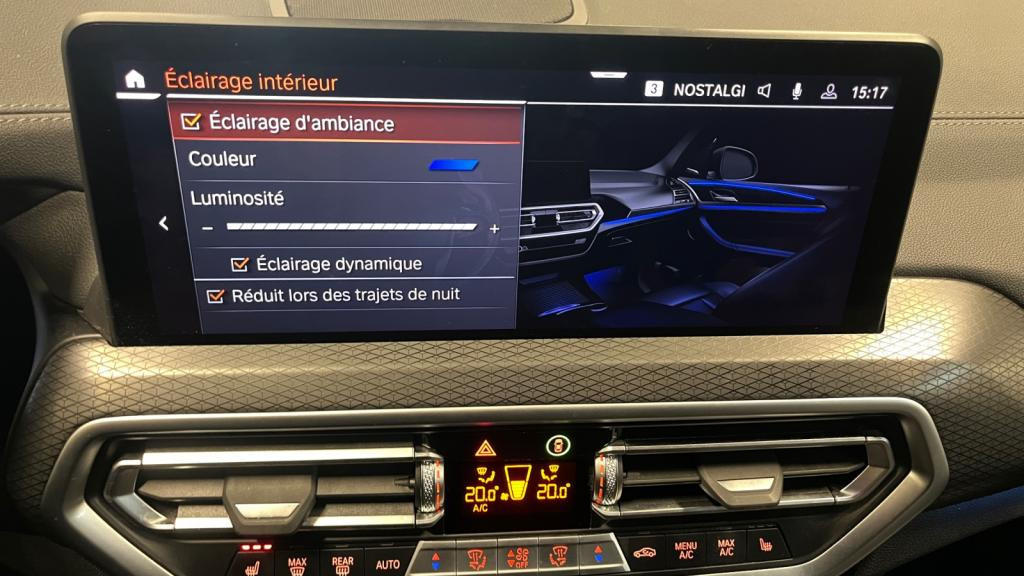 Éclairage intérieur
3 NOSTALGI 15:17
Éclairage d'ambiance
Couleur
Luminosité
- +
Éclairage dynamique
Réduit lors des trajets de nuit
20.0° 20.0°
A/C
MAX
REAR
AUTO
OFF
MENU
A/C
MAX
A/C